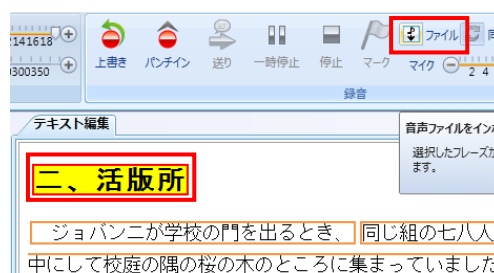 141618
0300350
上書き パンチイン 送り 一時停止 停止 マーク
ファイル
マイク 2 4
録音
テキスト編集
音声ファイルをイン
選択したフレーズ
ます。
二、活版所
ジョバンニが学校の門を出るとき、 同じ組の七八人
中にして校庭の隅の桜の木のところに集まっていました